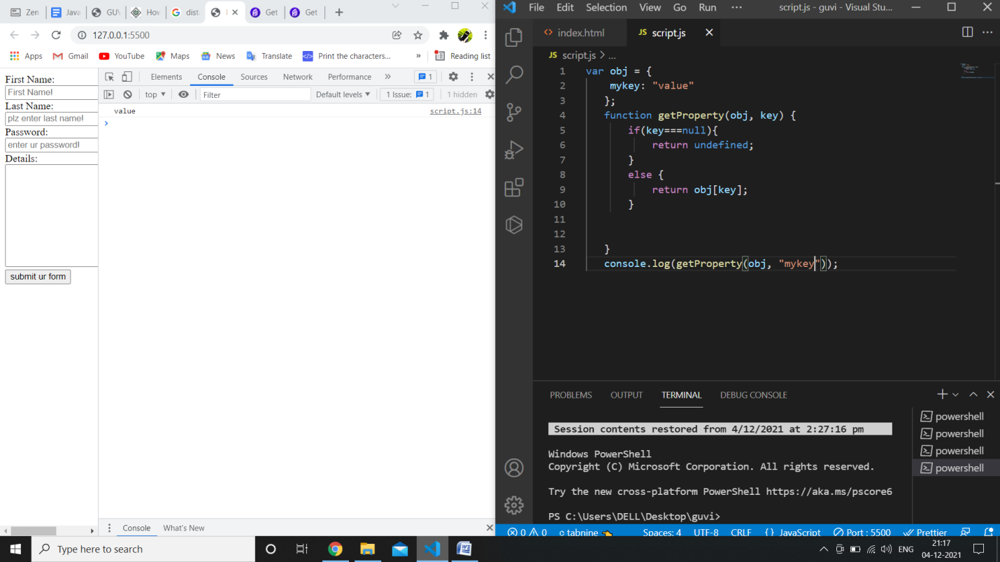 Zen
Java
GUV
How
dist
Get
Get
127.0.0.1:5500
Apps
Gmail
YouTube
Maps
News
Translate
Print the characters...
»
Reading list
First Name:
First Name!
Last Name:
plz enter last name!
Password:
enter ur password!
Details:
submit ur form
Elements
Console
Sources
Network
Performance
»
1
top ▼
Filter
Default levels ▼
1 Issue: 1
1 hidden
value
script.js:14
>
Console
What's New
File Edit Selection View Go Run ···
script.js - guvi - Visual Stu...
<> index.html
JS script.js
JS script.js > ...
1 var obj = {
2 mykey: "value"
3 };
4 function getProperty(obj, key) {
5 if(key===null){
6 return undefined;
7 }
8 else {
9 return obj[key];
10 }
11
12
13 }
14 console.log(getProperty(obj, "mykey"));
PROBLEMS OUTPUT TERMINAL DEBUG CONSOLE
Session contents restored from 4/12/2021 at 2:27:16 pm
Windows PowerShell
Copyright (C) Microsoft Corporation. All rights reserved.
Try the new cross-platform PowerShell https://aka.ms/pscore6
PS C:\Users\DELL\Desktop\guvi>
powershell
powershell
powershell
powershell
0 0 tabnine Spaces: 4 UTF-8 CRLF {} JavaScript Port : 5500 Prettier
Type here to search
ENG
21:17
04-12-2021